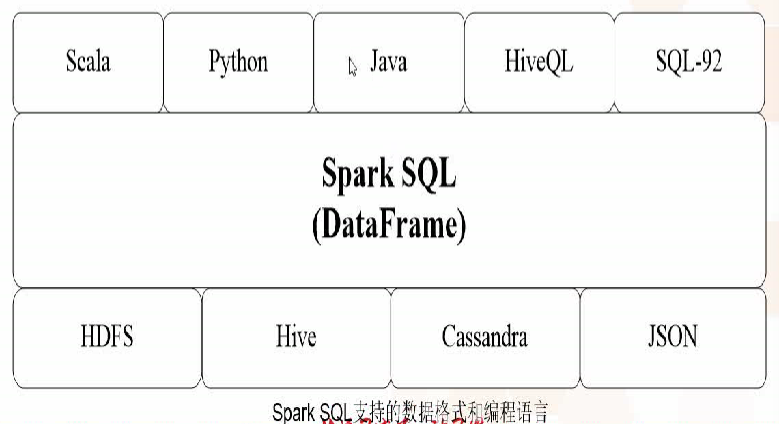 Scala Python Java HiveQL SQL-92
Spark SQL
(DataFrame)
HDFS Hive Cassandra JSON
Spark SQL支持的数据格式和编程语言